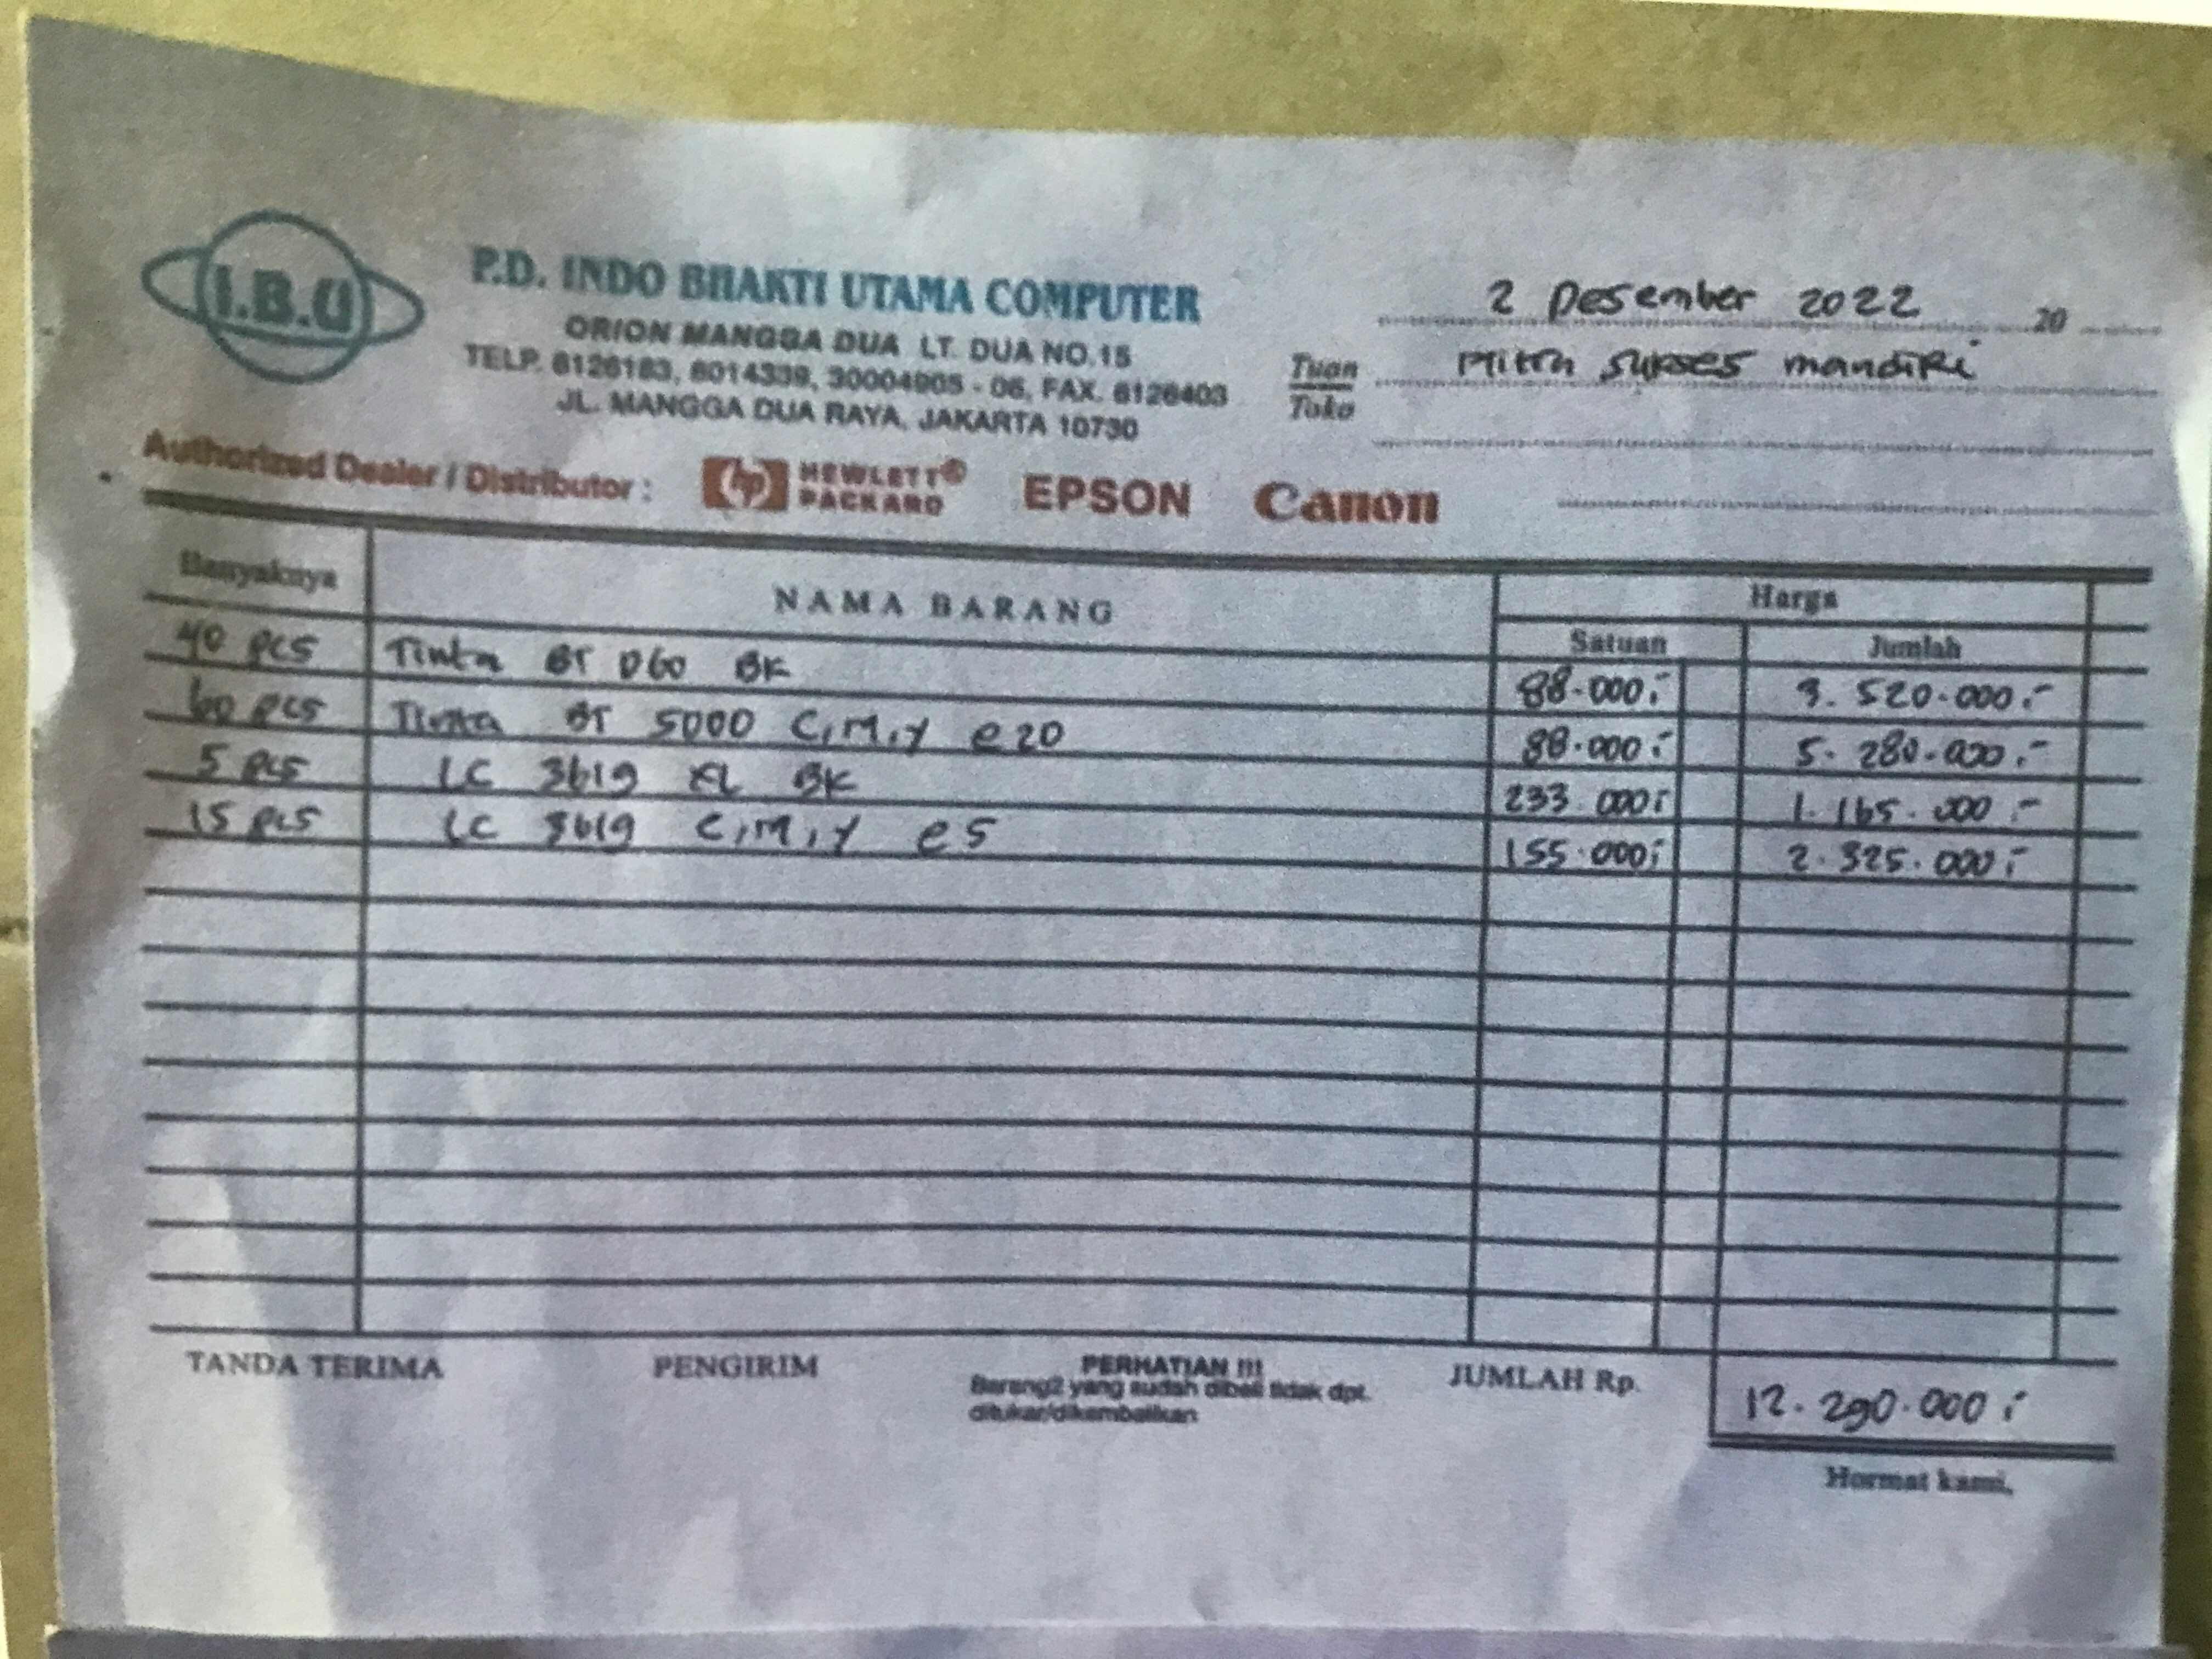 I.B.U
P.D. INDO BHAKTI UTAMA COMPUTER
ORION MANGGA DUA LT. DUA NO.15
TELP. 6126183, 6014339, 30004905 - 06, FAX. 6126403
JL. MANGGA DUA RAYA, JAKARTA 10730
2 Desember 2022 20
Tuan Mitra Sukses mandiri
Toko
Authorized Dealer / Distributor : hp HEWLETT® PACKARD EPSON Canon
Banyaknya NAMA BARANG Harga
Satuan Jumlah
40 pcs Tinta BT D60 BK 88.000,- 3.520.000,-
60 pcs Tinta BT 5000 C,M,Y @20 88.000,- 5.280.000,-
5 pcs LC 3619 XL BK 233.000,- 1.165.000,-
15 pcs LC 3619 C,M,Y @5 155.000,- 2.325.000,-
TANDA TERIMA PENGIRIM PERHATIAN !!! JUMLAH Rp. 12.290.000,-
Barang2 yang sudah dibeli tidak dpt.
ditukar/dikembalikan
Hormat kami,